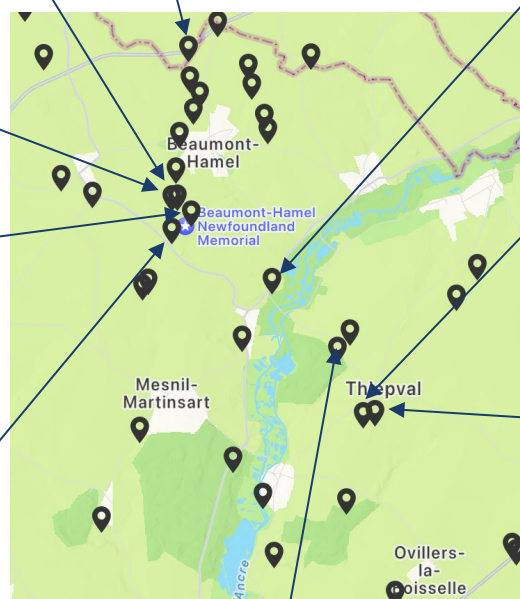 Beaumont-
Hamel
Beaumont-Hamel
Newfoundland
Memorial
Mesnil-
Martinsart
Thiepval
Ancre
Ovillers-
la-
Boisselle